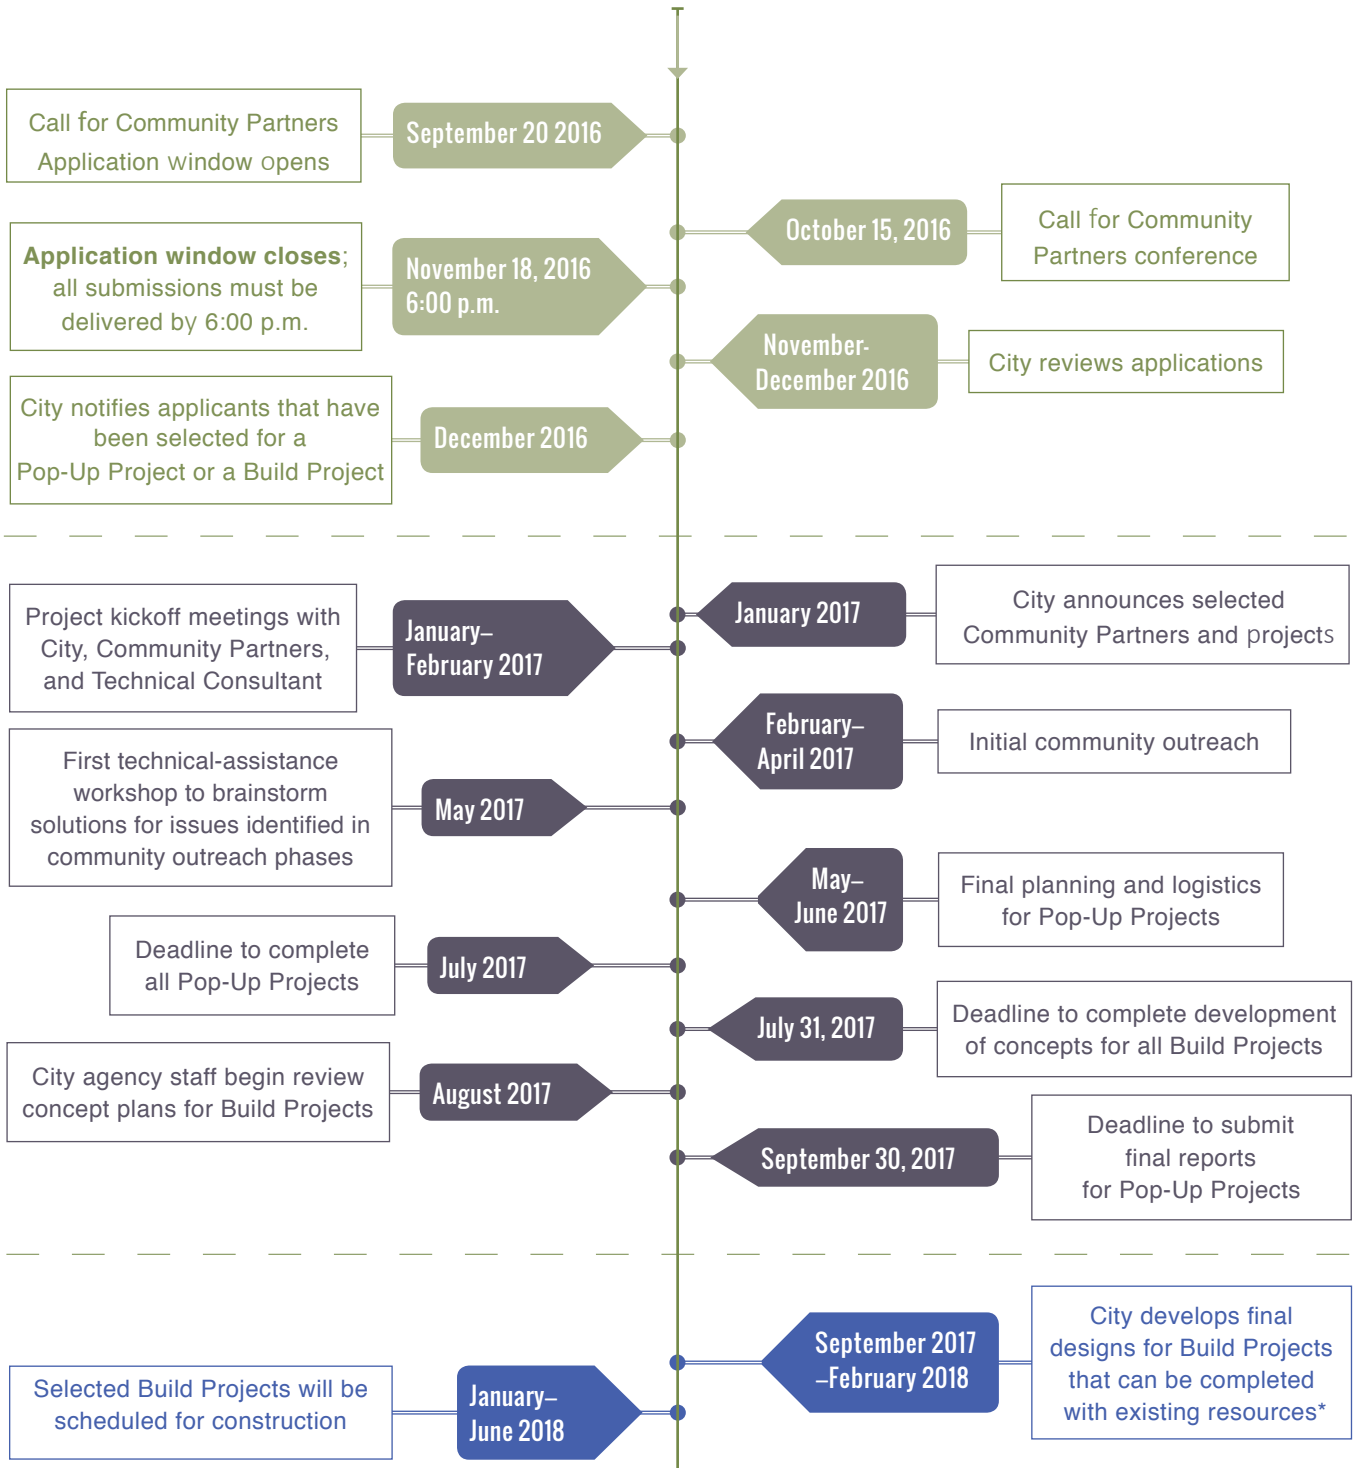 Call for Community Partners
Application window opens
September 20 2016
October 15, 2016
Call for Community
Partners conference
Application window closes;
all submissions must be
delivered by 6:00 p.m.
November 18, 2016
6:00 p.m.
November-
December 2016
City reviews applications
City notifies applicants that have
been selected for a
Pop-Up Project or a Build Project
December 2016
January 2017
City announces selected
Community Partners and projects
Project kickoff meetings with
City, Community Partners,
and Technical Consultant
January–
February 2017
February–
April 2017
Initial community outreach
First technical-assistance
workshop to brainstorm
solutions for issues identified in
community outreach phases
May 2017
May–
June 2017
Final planning and logistics
for Pop-Up Projects
Deadline to complete
all Pop-Up Projects
July 2017
July 31, 2017
Deadline to complete development
of concepts for all Build Projects
City agency staff begin review
concept plans for Build Projects
August 2017
September 30, 2017
Deadline to submit
final reports
for Pop-Up Projects
September 2017
–February 2018
City develops final
designs for Build Projects
that can be completed
with existing resources*
Selected Build Projects will be
scheduled for construction
January–
June 2018